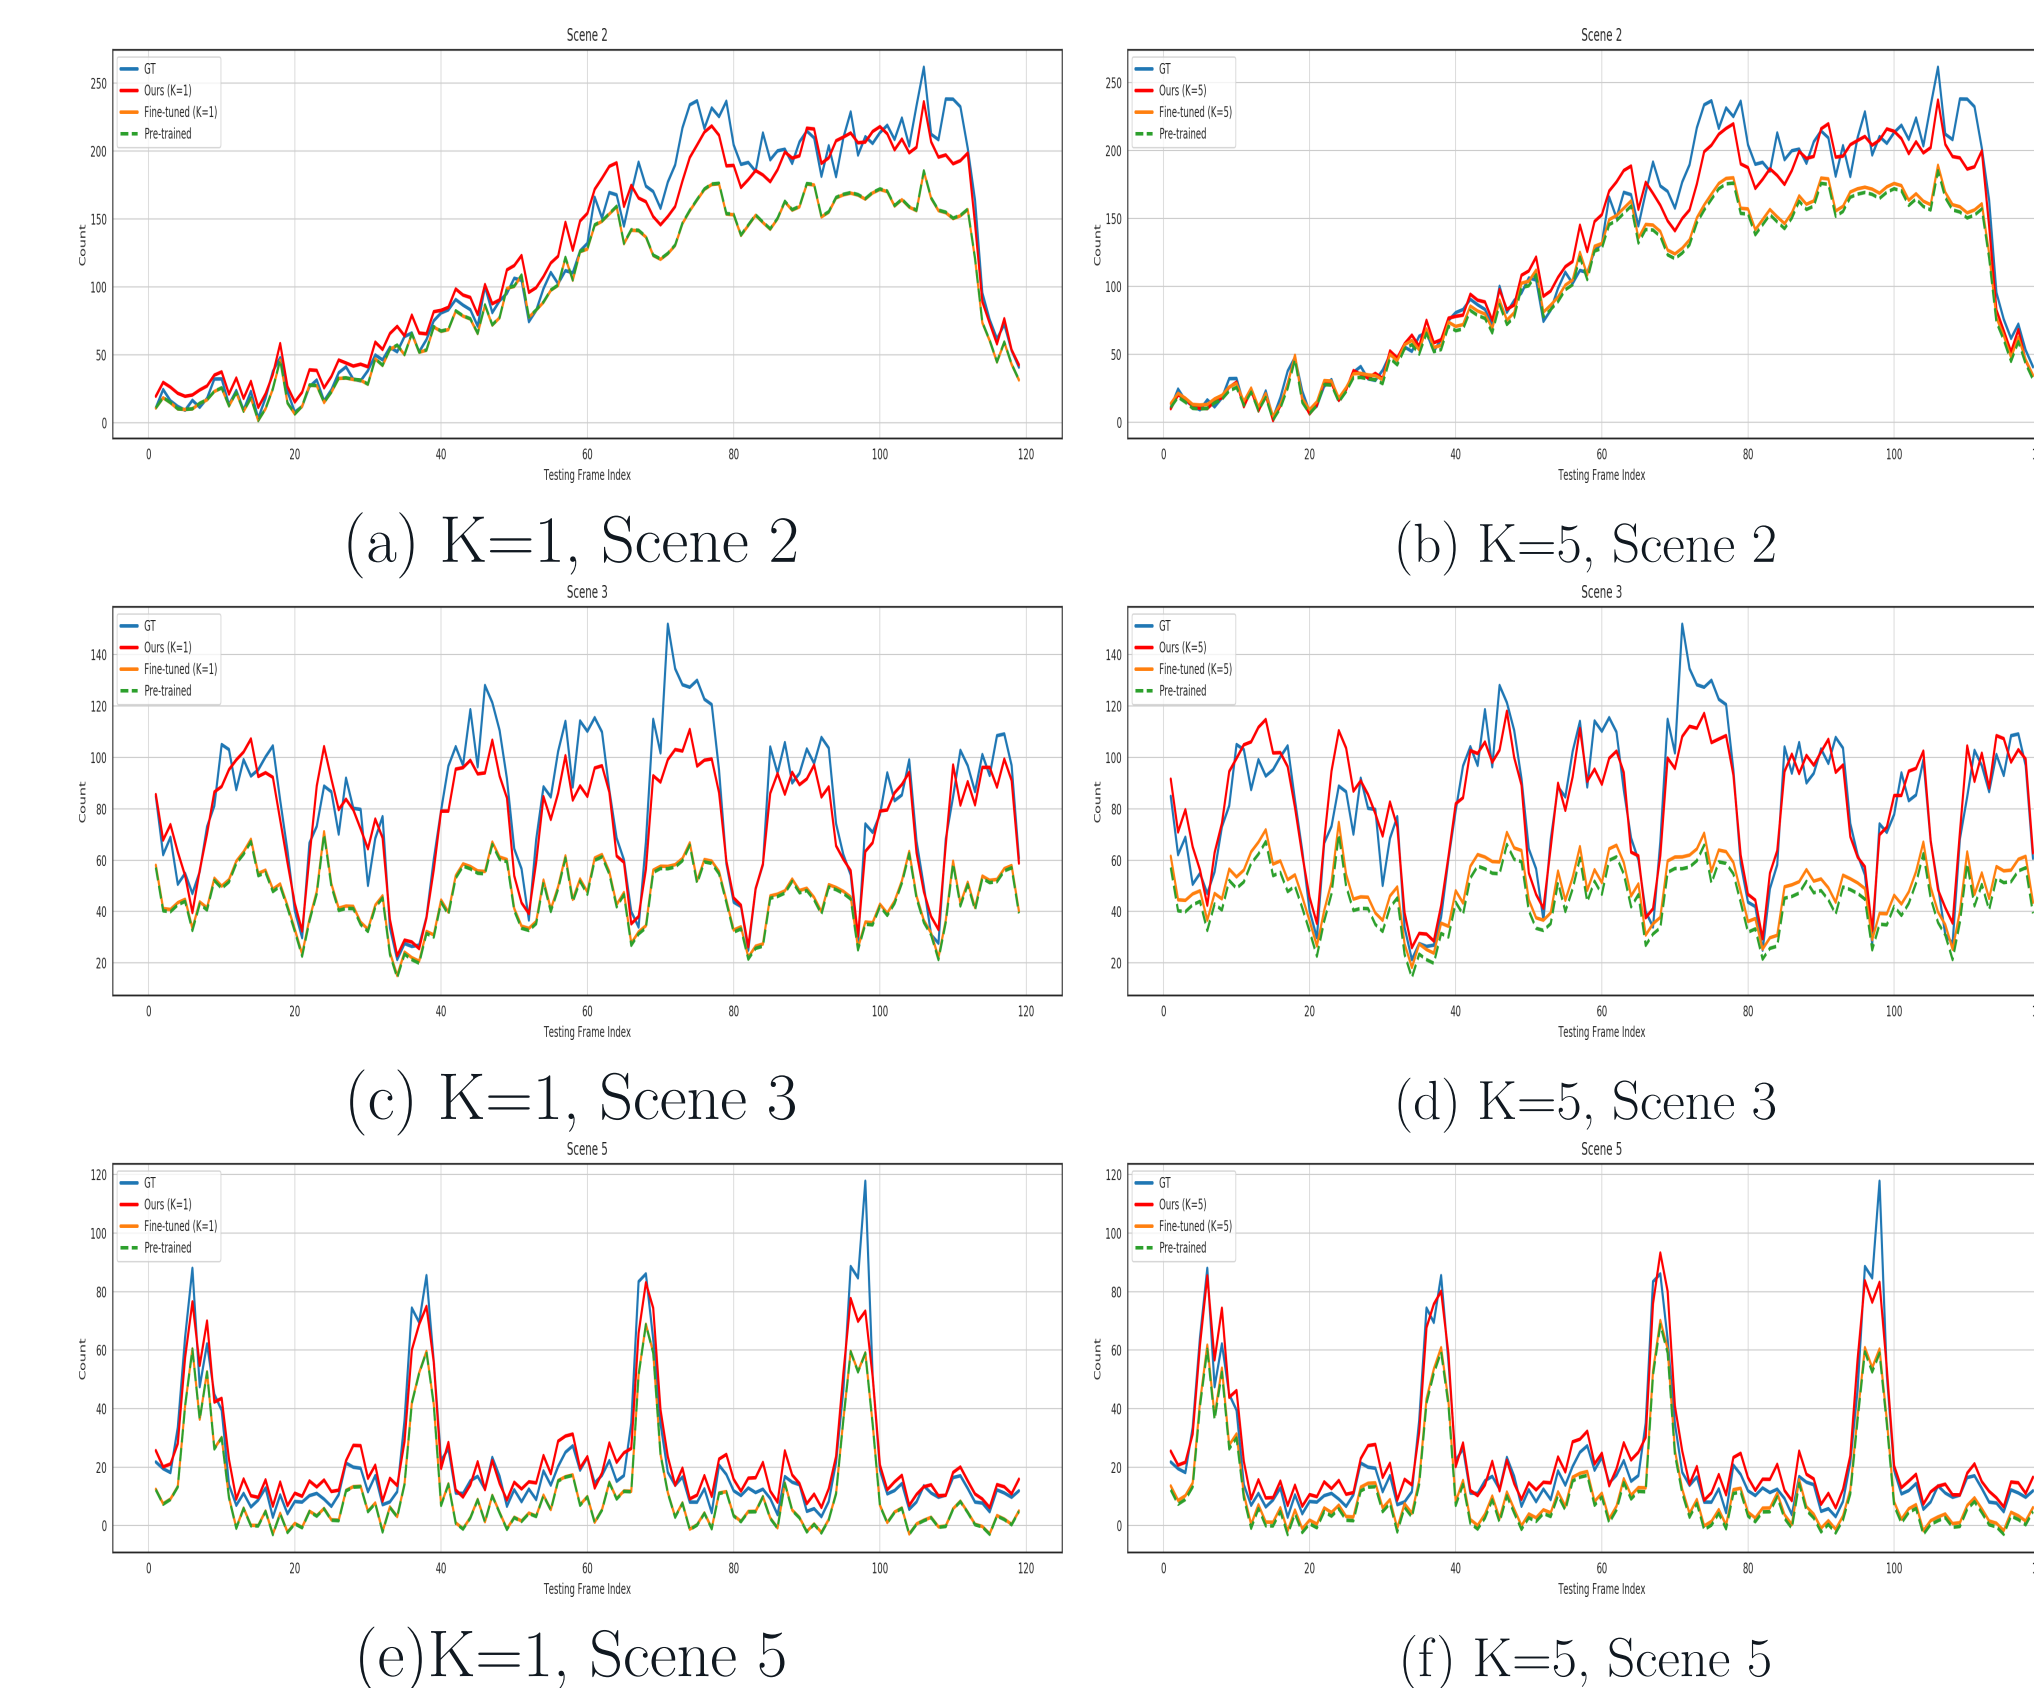 Scene 2
GT
Ours (K=1)
Fine-tuned (K=1)
Pre-trained
250
200
150
100
50
0
Count
0 20 40 60 80 100 120
Testing Frame Index
(a) K=1, Scene 2
Scene 2
GT
Ours (K=5)
Fine-tuned (K=5)
Pre-trained
250
200
150
100
50
0
Count
0 20 40 60 80 100
Testing Frame Index
(b) K=5, Scene 2
Scene 3
GT
Ours (K=1)
Fine-tuned (K=1)
Pre-trained
140
120
100
80
60
40
20
Count
0 20 40 60 80 100 120
Testing Frame Index
(c) K=1, Scene 3
Scene 3
GT
Ours (K=5)
Fine-tuned (K=5)
Pre-trained
140
120
100
80
60
40
20
Count
0 20 40 60 80 100
Testing Frame Index
(d) K=5, Scene 3
Scene 5
GT
Ours (K=1)
Fine-tuned (K=1)
Pre-trained
120
100
80
60
40
20
0
Count
0 20 40 60 80 100 120
Testing Frame Index
(e)K=1, Scene 5
Scene 5
GT
Ours (K=5)
Fine-tuned (K=5)
Pre-trained
120
100
80
60
40
20
0
Count
0 20 40 60 80 100
Testing Frame Index
(f) K=5, Scene 5